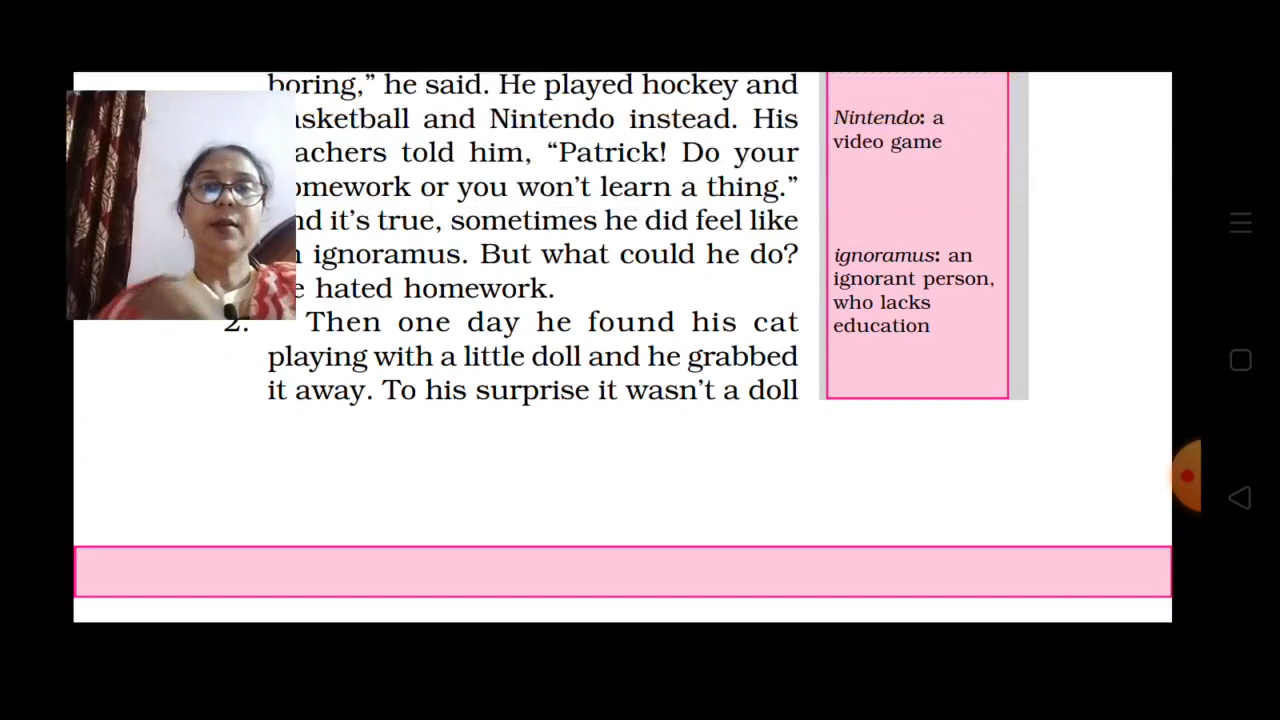 boring,” he said. He played hockey and
asketball and Nintendo instead. His
achers told him, “Patrick! Do your
omework or you won’t learn a thing.”
nd it’s true, sometimes he did feel like
ignoramus. But what could he do?
e hated homework.
2. Then one day he found his cat
playing with a little doll and he grabbed
it away. To his surprise it wasn’t a doll
Nintendo: a
video game
ignoramus: an
ignorant person,
who lacks
education